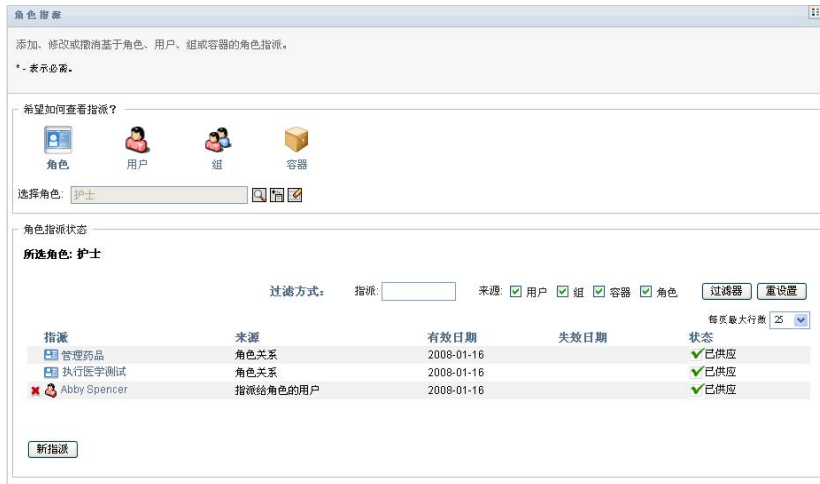 角色指派
添加、修改或撤消基于角色、用户、组或容器的角色指派。
* - 表示必需。
希望如何查看指派？
角色 用户 组 容器
选择角色: 护士
角色指派状态
所选角色: 护士
过滤方式： 指派: 来源: 用户 组 容器 角色 过滤器 重设置
每页最大行数 25
指派 来源 有效日期 失效日期 状态
管理药品 角色关系 2008-01-16 已供应
执行医学测试 角色关系 2008-01-16 已供应
Abby Spencer 指派给角色的用户 2008-01-16 已供应
新指派